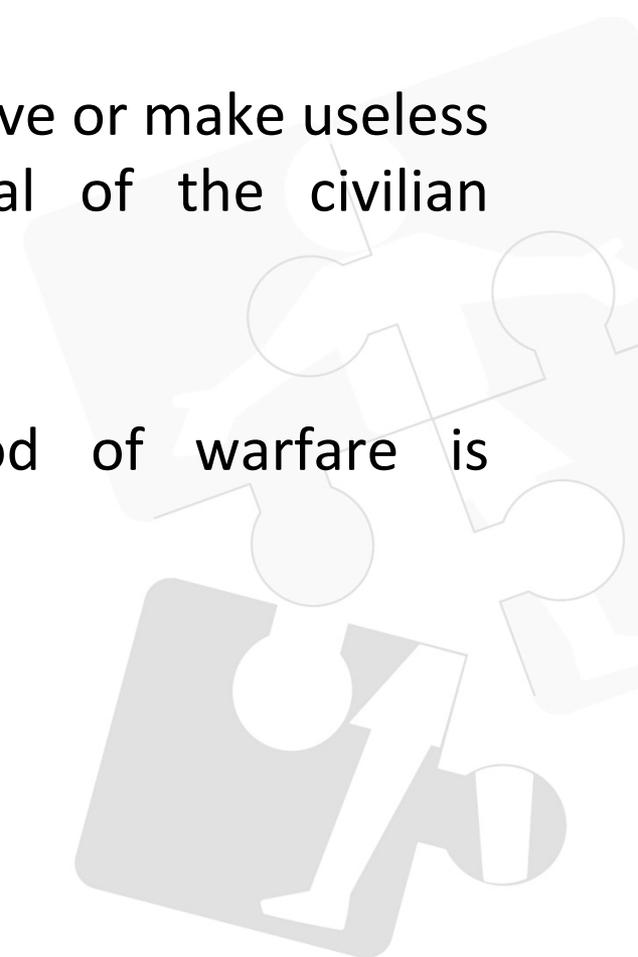 ve or make useless
al of the civilian
od of warfare is